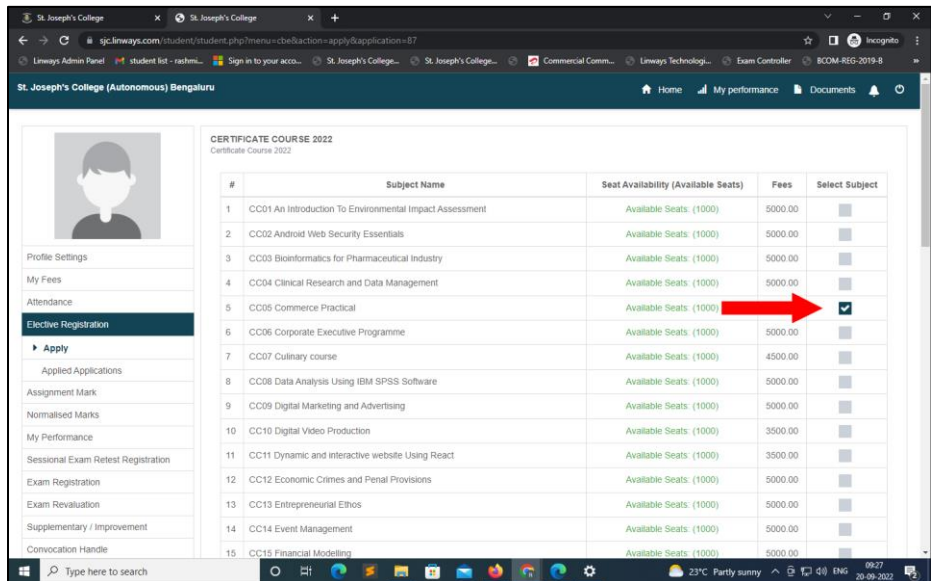 St. Joseph's College
St. Joseph's College
sjc.linways.com/student/student.php?menu=cbe&action=apply&application=87
Incognito
Linways Admin Panel
student list - rashmi...
Sign in to your acco...
St. Joseph's College...
St. Joseph's College...
Commercial Comm...
Linways Technologi...
Exam Controller
BCOM-REG-2019-8
St. Joseph's College (Autonomous) Bengaluru
Home My performance Documents
Profile Settings
My Fees
Attendance
Elective Registration
Apply
Applied Applications
Assignment Mark
Normalised Marks
My Performance
Sessional Exam Retest Registration
Exam Registration
Exam Revaluation
Supplementary / Improvement
Convocation Handle
CERTIFICATE COURSE 2022
Certificate Course 2022
# Subject Name Seat Availability (Available Seats) Fees Select Subject
1 CC01 An Introduction To Environmental Impact Assessment Available Seats: (1000) 5000.00
2 CC02 Android Web Security Essentials Available Seats: (1000) 5000.00
3 CC03 Bioinformatics for Pharmaceutical Industry Available Seats: (1000) 5000.00
4 CC04 Clinical Research and Data Management Available Seats: (1000) 5000.00
5 CC05 Commerce Practical Available Seats: (1000)
6 CC06 Corporate Executive Programme Available Seats: (1000) 5000.00
7 CC07 Culinary course Available Seats: (1000) 4500.00
8 CC08 Data Analysis Using IBM SPSS Software Available Seats: (1000) 5000.00
9 CC09 Digital Marketing and Advertising Available Seats: (1000) 5000.00
10 CC10 Digital Video Production Available Seats: (1000) 3500.00
11 CC11 Dynamic and interactive website Using React Available Seats: (1000) 3500.00
12 CC12 Economic Crimes and Penal Provisions Available Seats: (1000) 5000.00
13 CC13 Entrepreneurial Ethos Available Seats: (1000) 5000.00
14 CC14 Event Management Available Seats: (1000) 5000.00
15 CC15 Financial Modelling Available Seats: (1000) 5000.00
Type here to search
23°C Partly sunny
ENG
09:27
20-09-2022